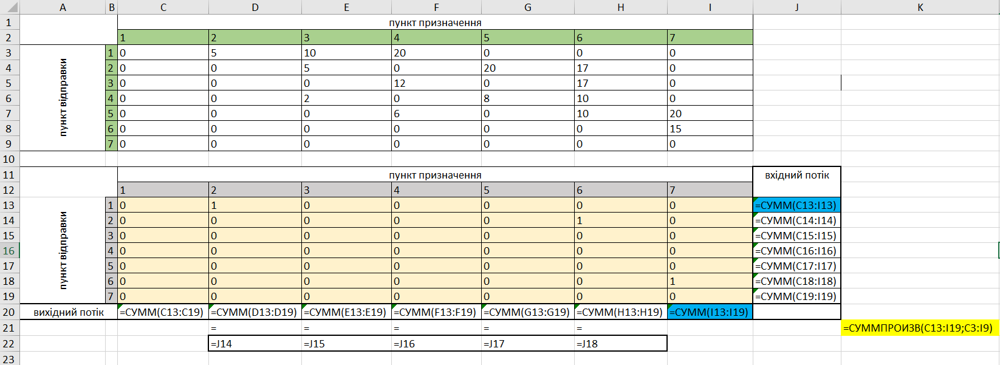 A B C D E F G H I J K
1 пункт призначення
2 1 2 3 4 5 6 7
3 1 0 5 10 20 0 0 0
4 2 0 0 5 0 20 17 0
5 3 0 0 0 12 0 17 0
6 4 0 0 2 0 8 10 0
7 5 0 0 0 6 0 10 20
8 6 0 0 0 0 0 0 15
9 7 0 0 0 0 0 0 0
пункт відправки
10
11 пункт призначення вхідний потік
12 1 2 3 4 5 6 7
13 1 0 1 0 0 0 0 0 =СУММ(C13:I13)
14 2 0 0 0 0 0 1 0 =СУММ(C14:I14)
15 3 0 0 0 0 0 0 0 =СУММ(C15:I15)
16 4 0 0 0 0 0 0 0 =СУММ(C16:I16)
17 5 0 0 0 0 0 0 0 =СУММ(C17:I17)
18 6 0 0 0 0 0 0 1 =СУММ(C18:I18)
19 7 0 0 0 0 0 0 0 =СУММ(C19:I19)
пункт відправки
20 вихідний потік =СУММ(C13:C19) =СУММ(D13:D19) =СУММ(E13:E19) =СУММ(F13:F19) =СУММ(G13:G19) =СУММ(H13:H19) =СУММ(I13:I19)
21 = = = = = =СУММПРОИЗВ(C13:I19;C3:I9)
22 =J14 =J15 =J16 =J17 =J18
23